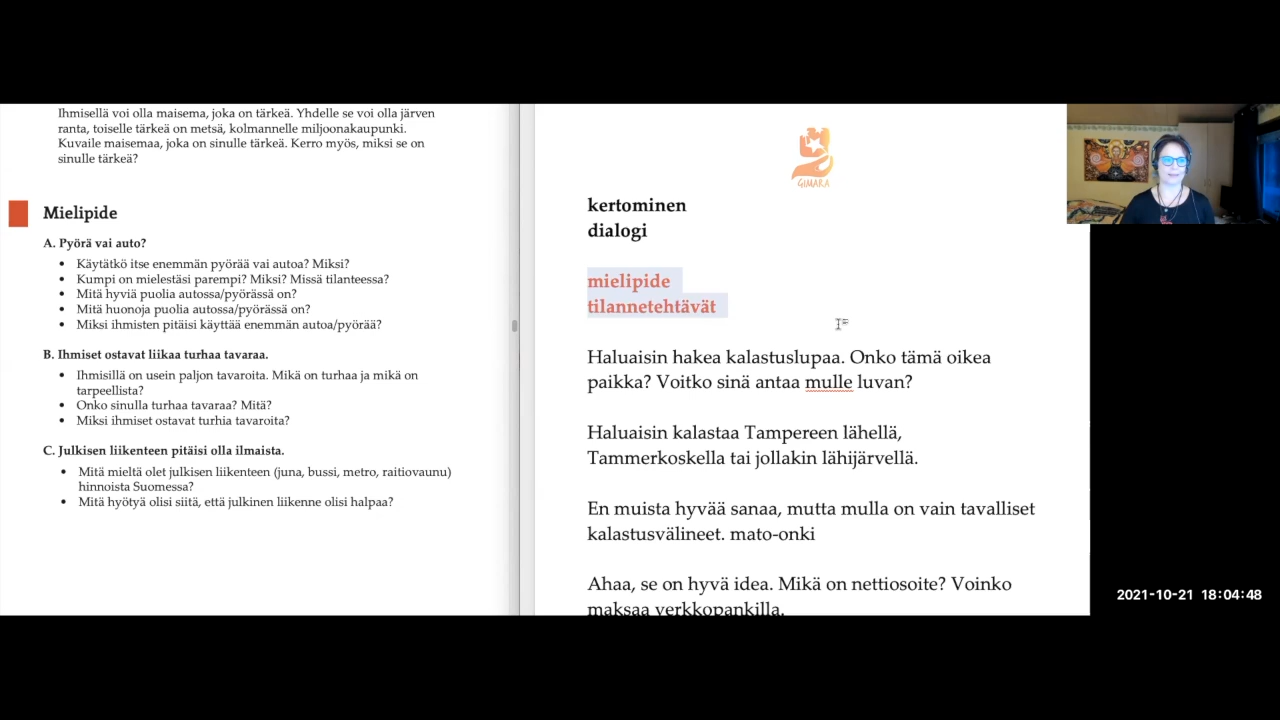 Ihmisellä voi olla maisema, joka on tärkeä. Yhdelle se voi olla järven
ranta, toiselle tärkeä on metsä, kolmannelle miljoonakaupunki.
Kuvaile maisemaa, joka on sinulle tärkeä. Kerro myös, miksi se on
sinulle tärkeä?
Mielipide
A. Pyörä vai auto?
• Käytätkö itse enemmän pyörää vai autoa? Miksi?
• Kumpi on mielestäsi parempi? Miksi? Missä tilanteessa?
• Mitä hyviä puolia autossa/pyörässä on?
• Mitä huonoja puolia autossa/pyörässä on?
• Miksi ihmisten pitäisi käyttää enemmän autoa/pyörää?
B. Ihmiset ostavat liikaa turhaa tavaraa.
• Ihmisillä on usein paljon tavaroita. Mikä on turhaa ja mikä on
tarpeellista?
• Onko sinulla turhaa tavaraa? Mitä?
• Miksi ihmiset ostavat turhia tavaroita?
C. Julkisen liikenteen pitäisi olla ilmaista.
• Mitä mieltä olet julkisen liikenteen (juna, bussi, metro, raitiovaunu)
hinnoista Suomessa?
• Mitä hyötyä olisi siitä, että julkinen liikenne olisi halpaa?
GIMARA
kertominen
dialogi
mielipide
tilannetehtävät
Haluaisin hakea kalastuslupaa. Onko tämä oikea
paikka? Voitko sinä antaa mulle luvan?
Haluaisin kalastaa Tampereen lähellä,
Tammerkoskella tai jollakin lähijärvellä.
En muista hyvää sanaa, mutta mulla on vain tavalliset
kalastusvälineet. mato-onki
Ahaa, se on hyvä idea. Mikä on nettiosoite? Voinko
maksaa verkkopankilla.
2021-10-21 18:04:48